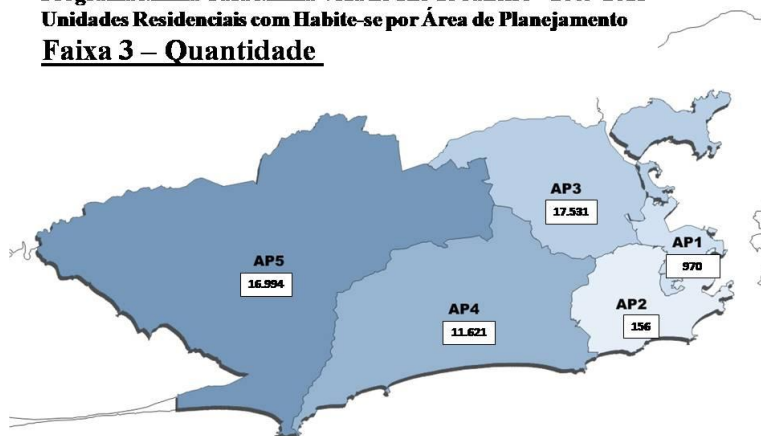 Unidades Residenciais com Habite-se por Área de Planejamento
Faixa 3 – Quantidade
AP3
17.531
AP1
970
AP5
16.994
AP4
11.621
AP2
156